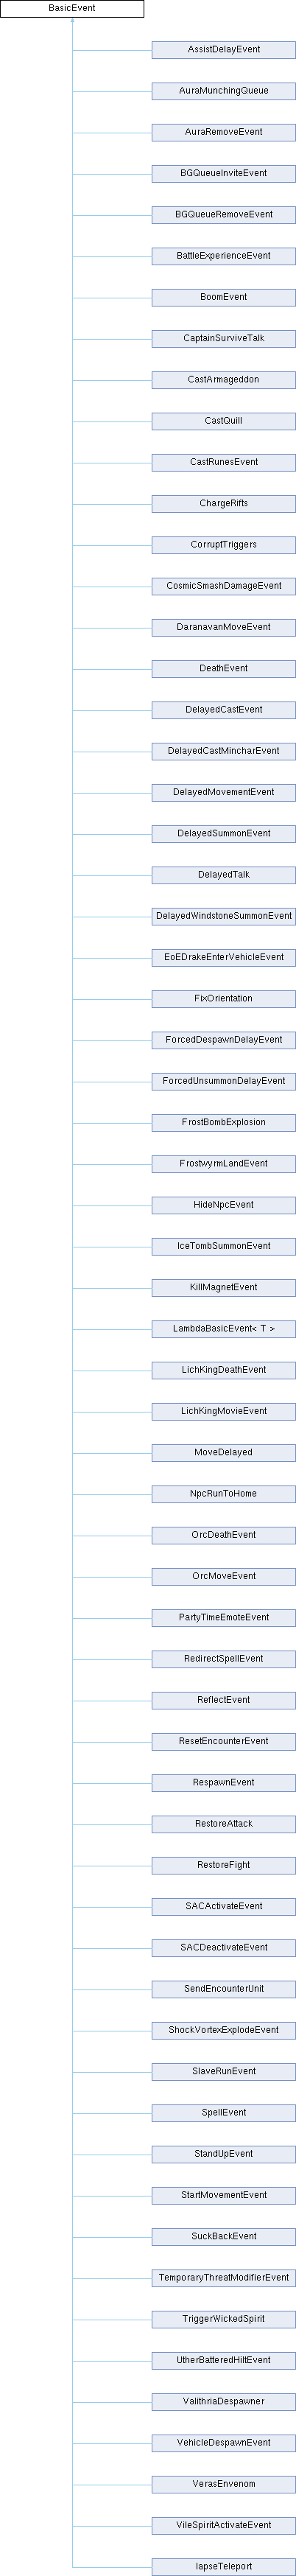 BasicEvent
AssistDelayEvent
AuraMunchingQueue
AuraRemoveEvent
BGQueueInviteEvent
BGQueueRemoveEvent
BattleExperienceEvent
BoomEvent
CaptainSurviveTalk
CastArmageddon
CastQuill
CastRunesEvent
ChargeRifts
CorruptTriggers
CosmicSmashDamageEvent
DaranavanMoveEvent
DeathEvent
DelayedCastEvent
DelayedCastMincharEvent
DelayedMovementEvent
DelayedSummonEvent
DelayedTalk
DelayedWindstoneSummonEvent
EoEDrakeEnterVehicleEvent
FixOrientation
ForcedDespawnDelayEvent
ForcedUnsummonDelayEvent
FrostBombExplosion
FrostwyrmLandEvent
HideNpcEvent
IceTombSummonEvent
KillMagnetEvent
LambdaBasicEvent< T >
LichKingDeathEvent
LichKingMovieEvent
MoveDelayed
NpcRunToHome
OrcDeathEvent
OrcMoveEvent
PartyTimeEmoteEvent
RedirectSpellEvent
ReflectEvent
ResetEncounterEvent
RespawnEvent
RestoreAttack
RestoreFight
SACActivateEvent
SACDeactivateEvent
SendEncounterUnit
ShockVortexExplodeEvent
SlaveRunEvent
SpellEvent
StandUpEvent
StartMovementEvent
SuckBackEvent
TemporaryThreatModifierEvent
TriggerWickedSpirit
UtherBatteredHiltEvent
ValithriaDespawner
VehicleDespawnEvent
VerasEnvenom
VileSpiritActivateEvent
lapseTeleport